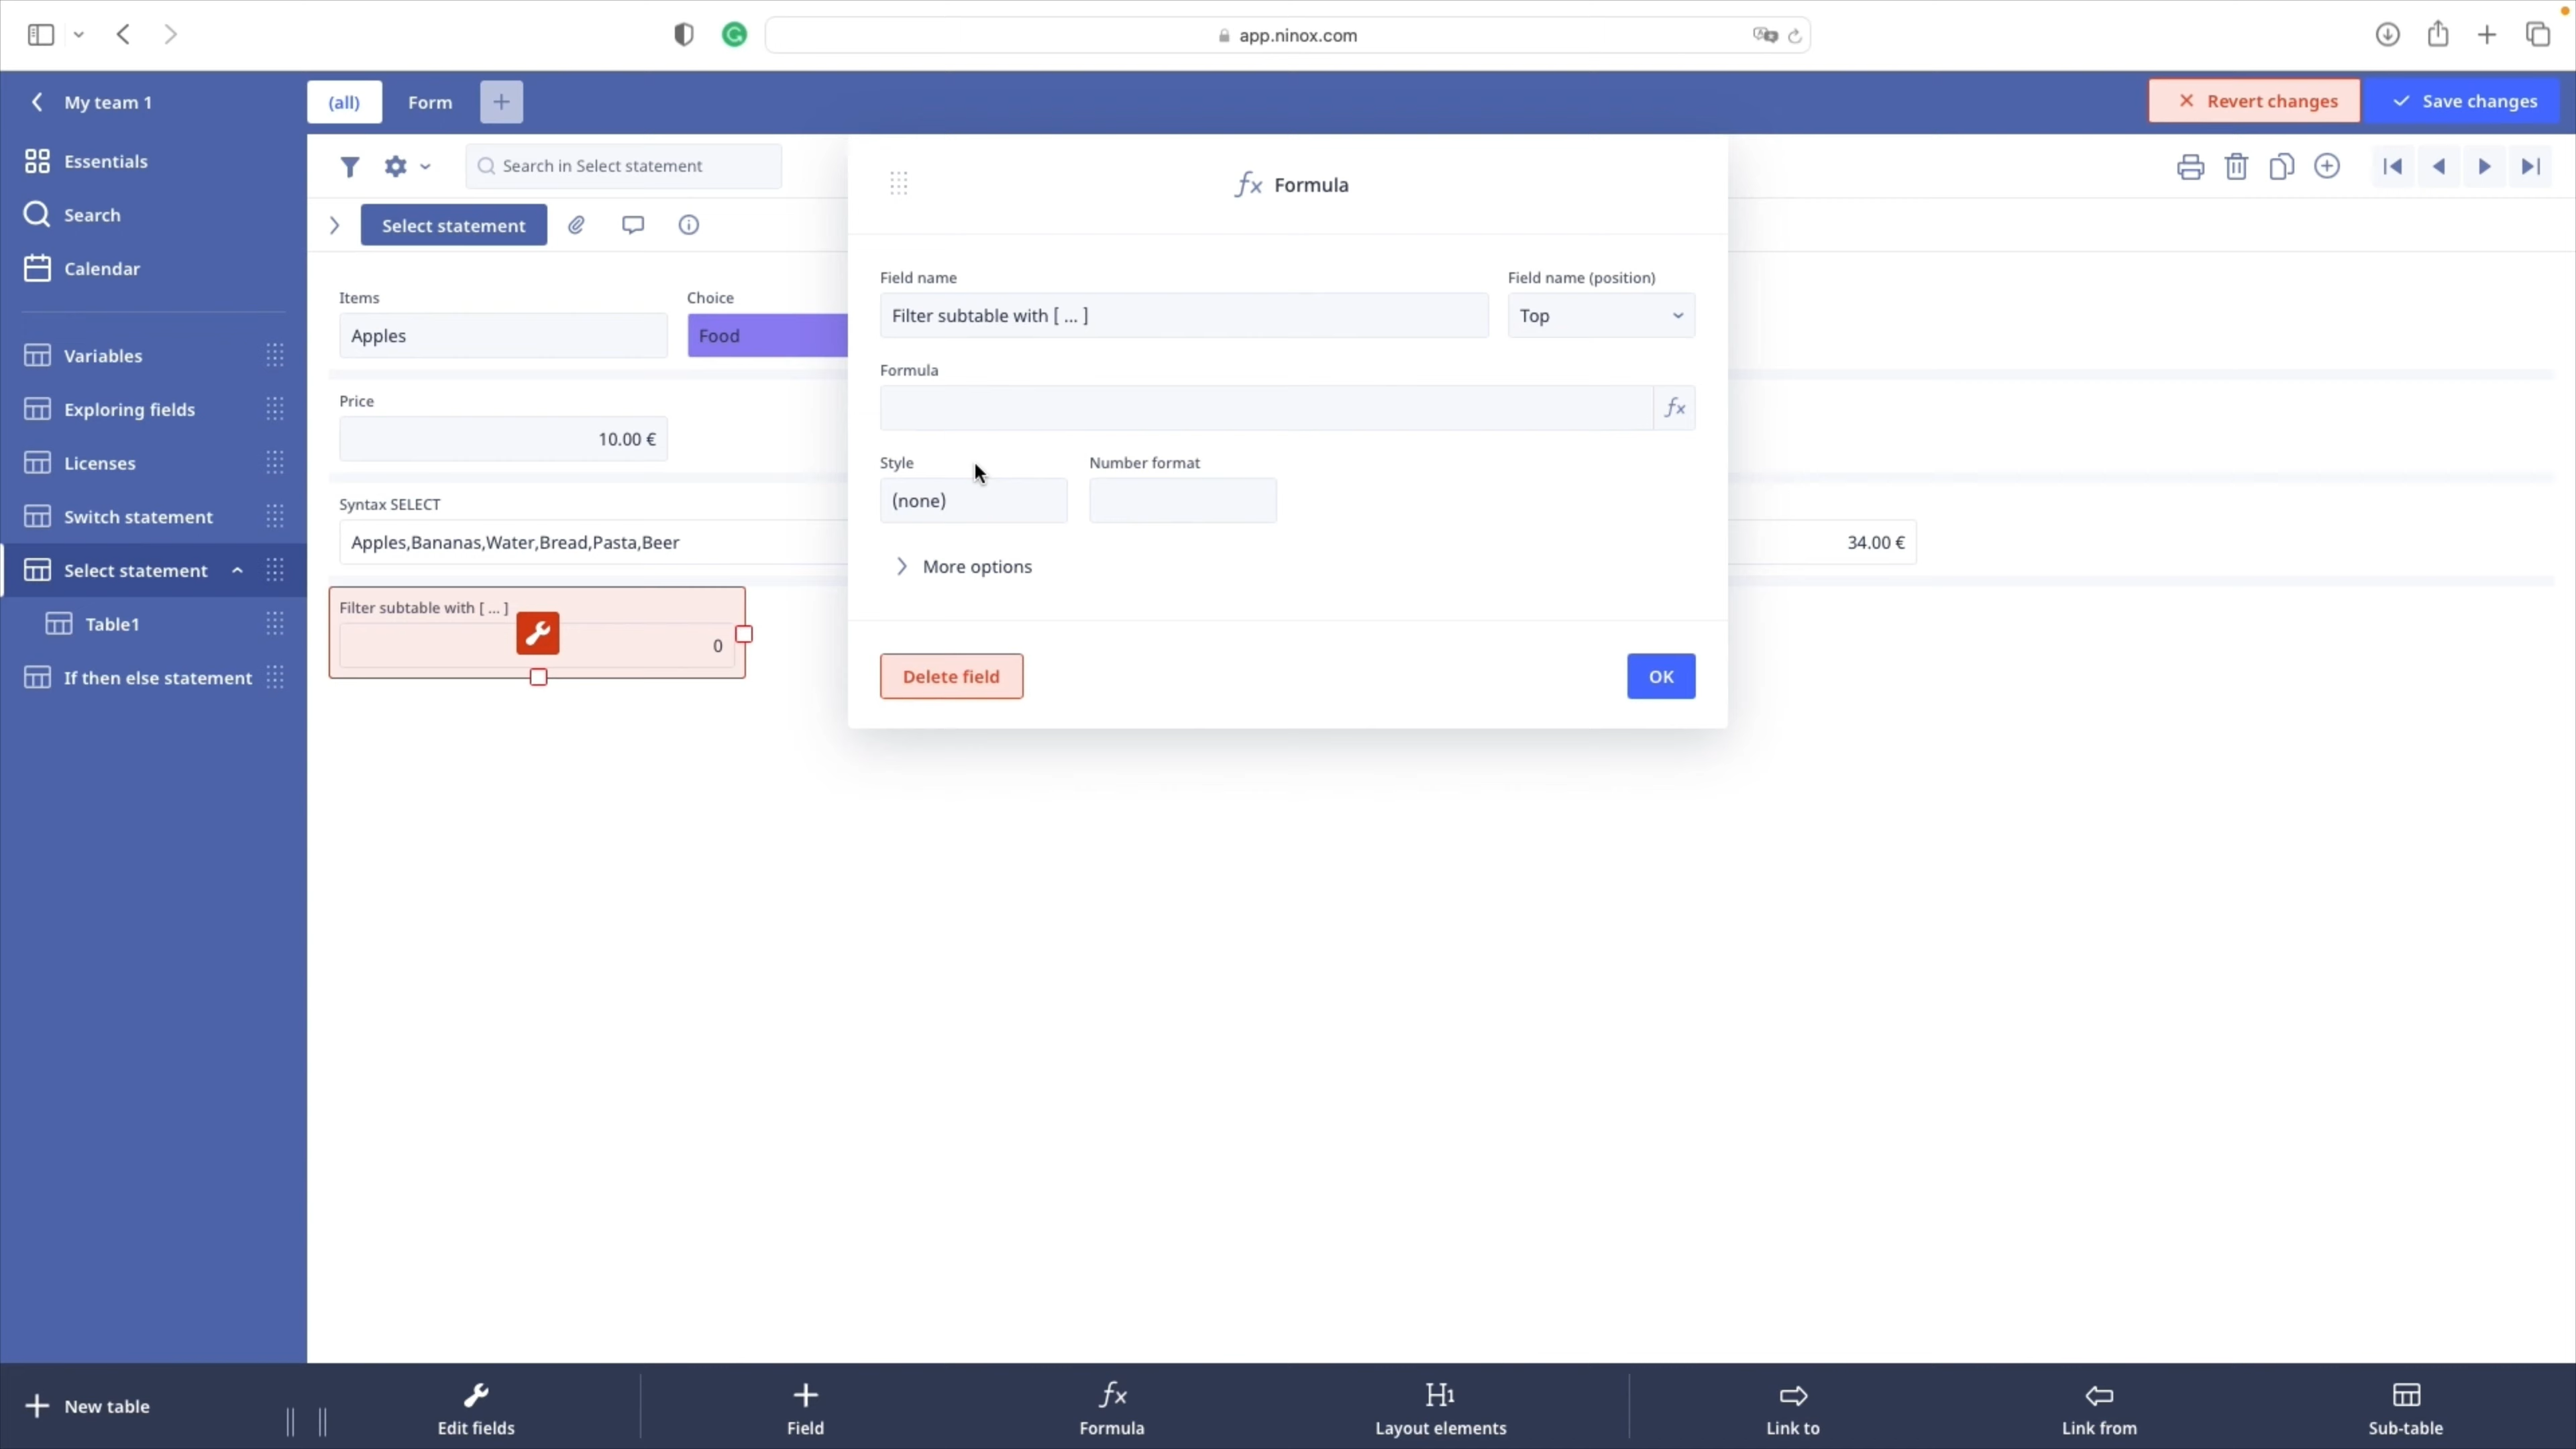 app.ninox.com
My team 1
(all)
Form
Revert changes
Save changes
Essentials
Search
Calendar
Variables
Exploring fields
Licenses
Switch statement
Select statement
Table1
If then else statement
New table
Search in Select statement
Select statement
Items
Apples
Choice
Food
Price
10.00 €
Syntax SELECT
Apples,Bananas,Water,Bread,Pasta,Beer
34.00 €
Filter subtable with [ ... ]
0
fx Formula
Field name
Filter subtable with [ ... ]
Field name (position)
Top
Formula
fx
Style
(none)
Number format
More options
Delete field
OK
Edit fields
Field
fx
Formula
H1
Layout elements
Link to
Link from
Sub-table